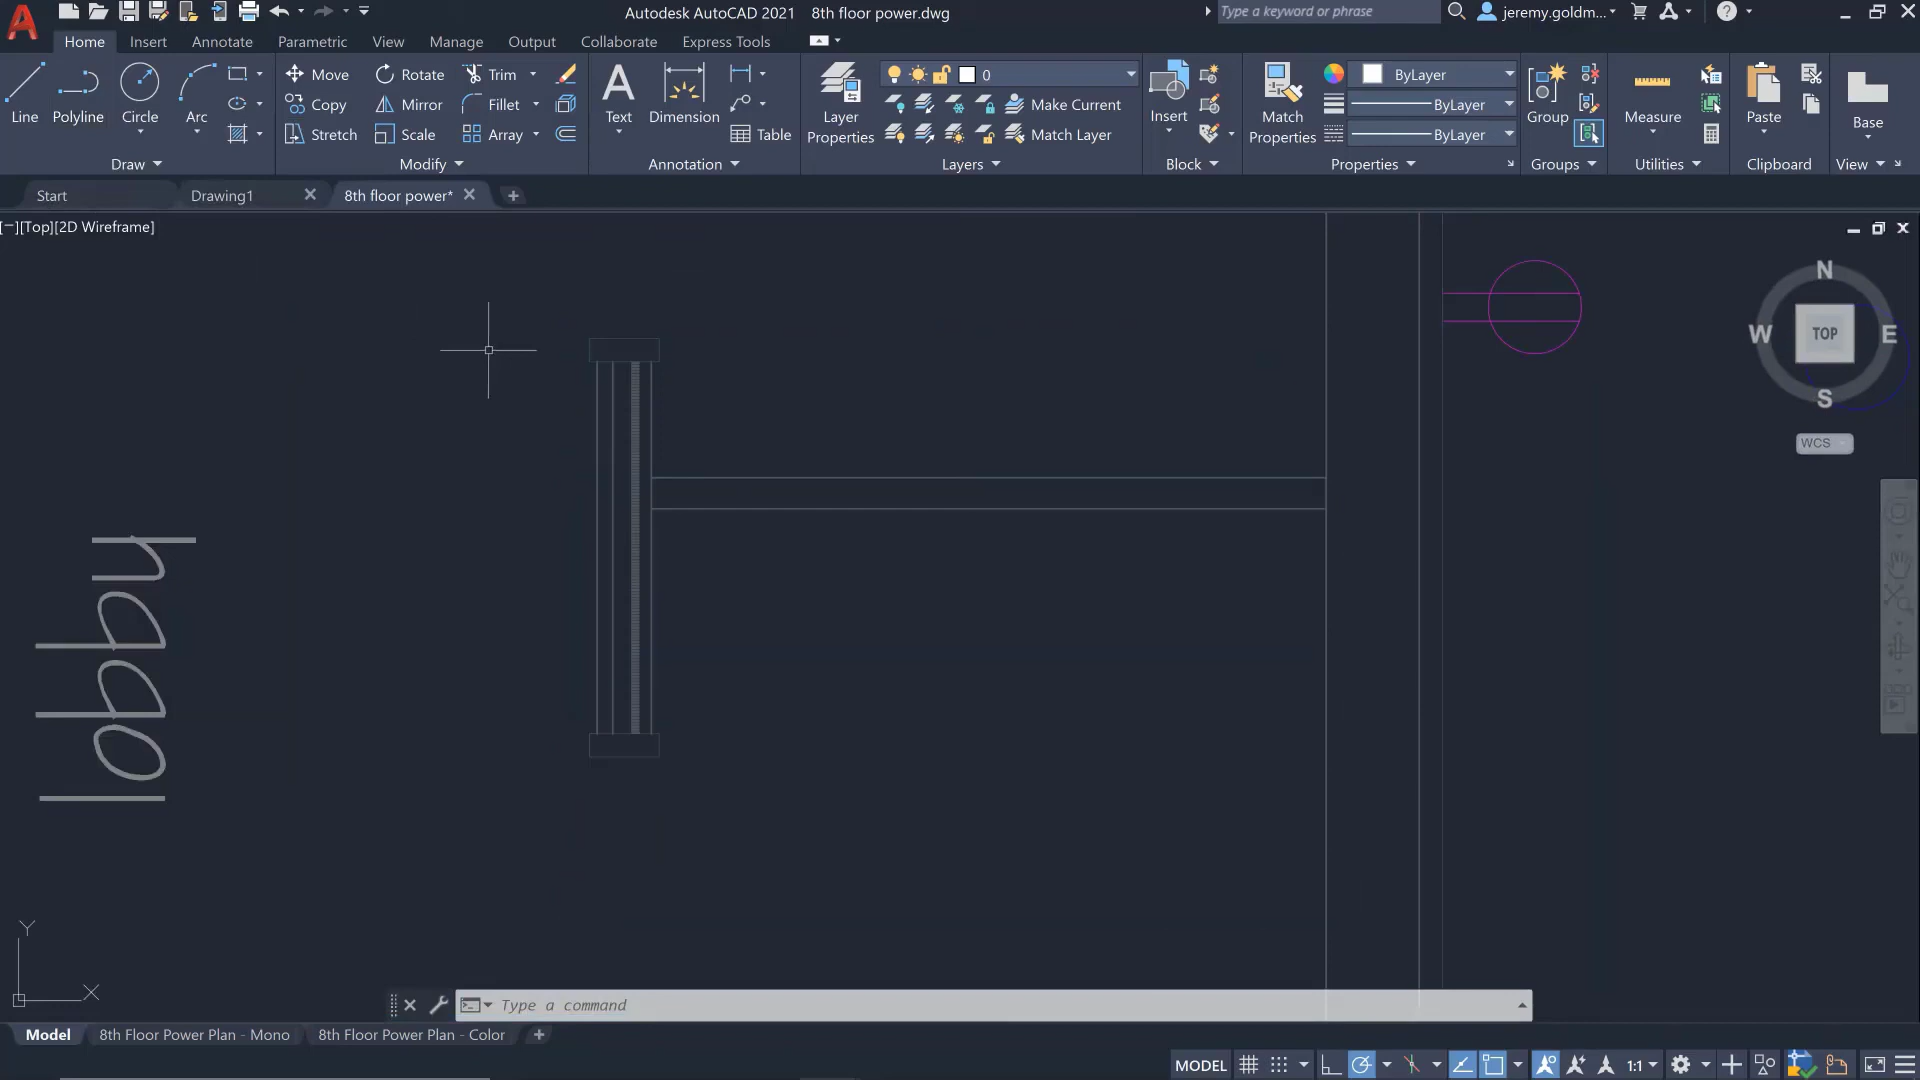 Autodesk AutoCAD 2021 8th floor power.dwg
Type a keyword or phrase
jeremy.goldm...
Home Insert Annotate Parametric View Manage Output Collaborate Express Tools
Line Polyline Circle Arc
Move Rotate Trim
Copy Mirror Fillet
Stretch Scale Array
Text Dimension Table
Layer Properties
0
Make Current
Match Layer
Insert
Match Properties
ByLayer
ByLayer
ByLayer
Group
Measure
Paste
Base
Draw Modify Annotation Layers Block Properties Groups Utilities Clipboard View
Start Drawing1 8th floor power*
[−][Top][2D Wireframe]
N
W TOP E
S
WCS
Y
X
Type a command
Model 8th Floor Power Plan - Mono 8th Floor Power Plan - Color
MODEL 1:1